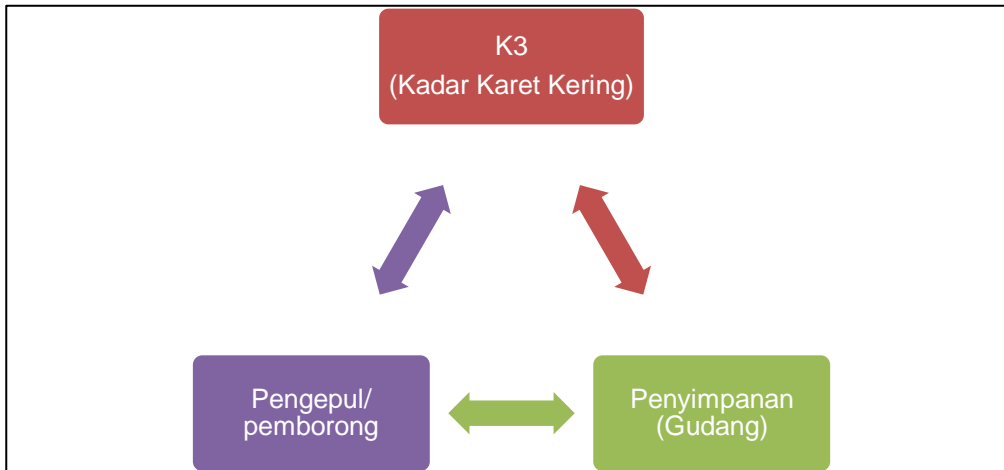 K3
(Kadar Karet Kering)
Pengepul/
pemborong
Penyimpanan
(Gudang)